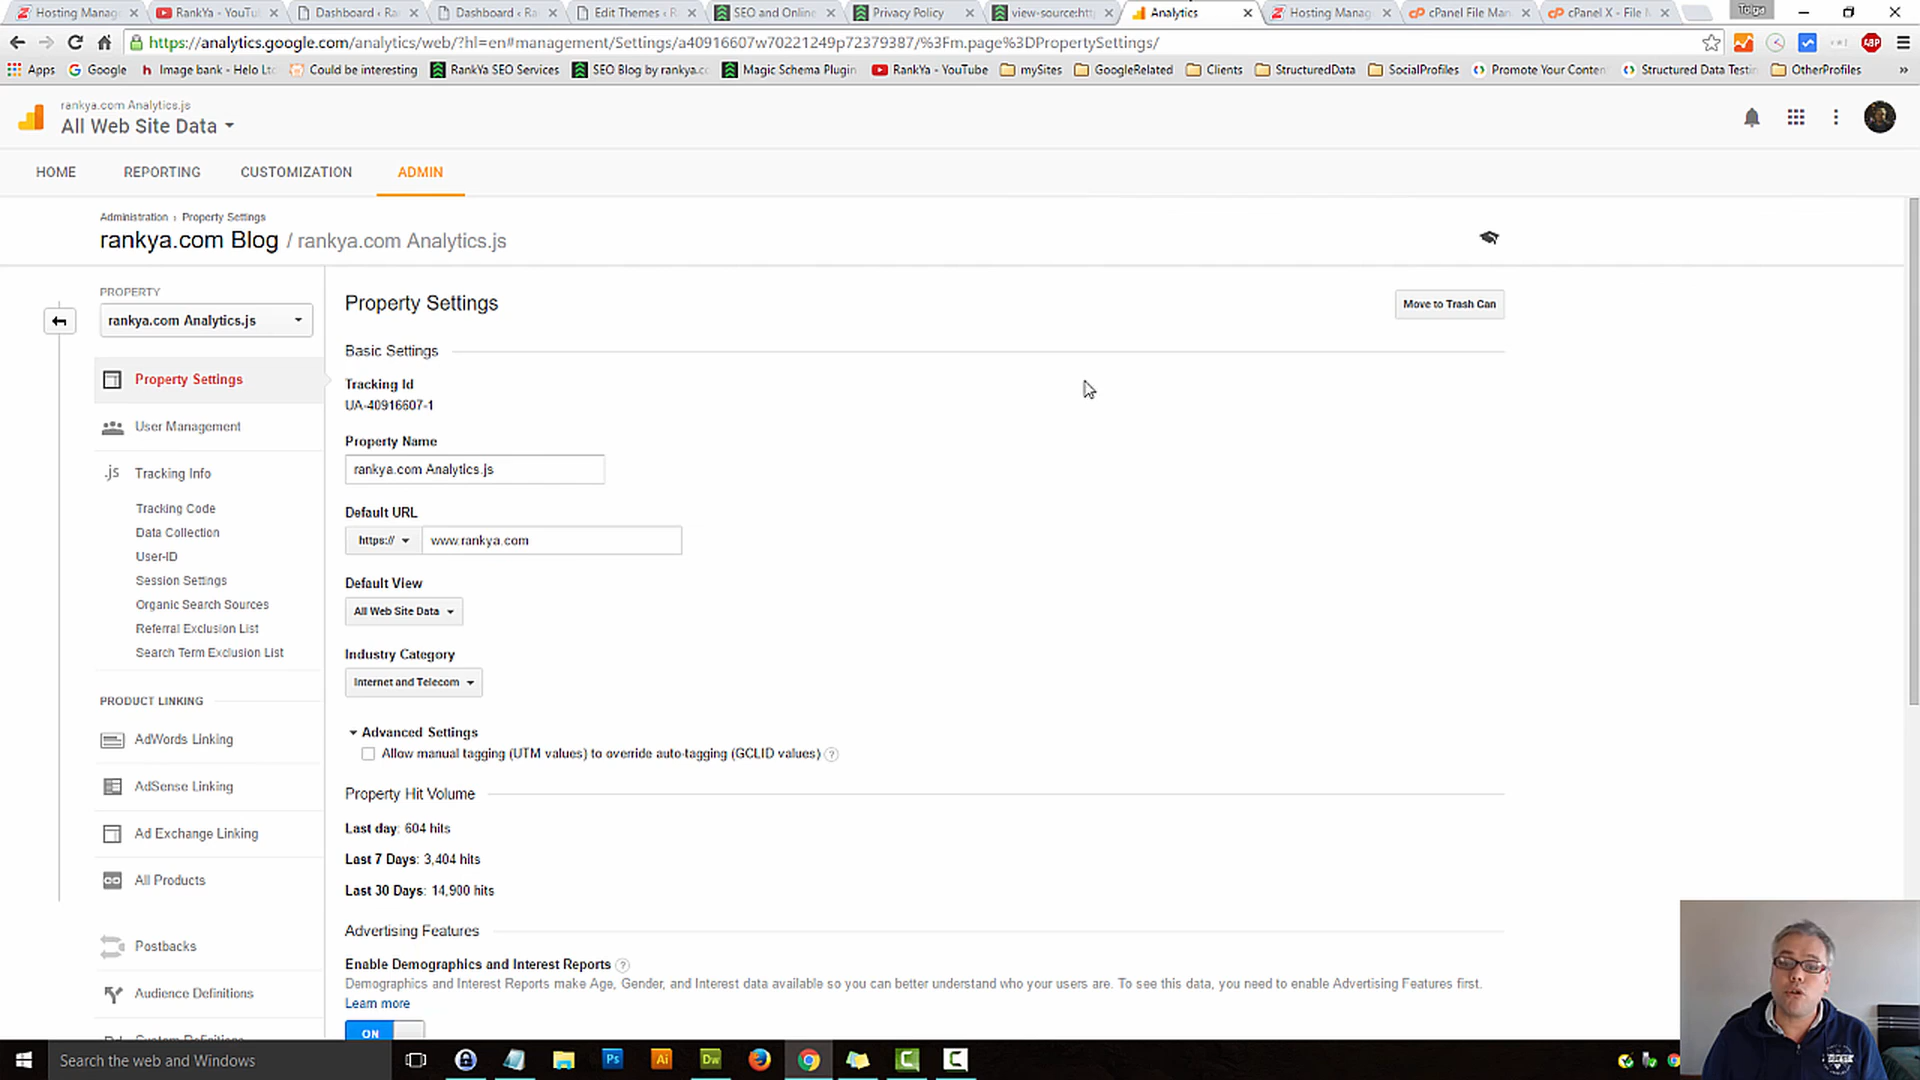 Hosting Manag
RankYa - YouTu
Dashboard ‹ Ra
Dashboard ‹ Ra
Edit Themes ‹ R
SEO and Online
Privacy Policy
view-source:htt
Analytics
Hosting Manag
cPanel File Man
cPanel X - File M
Tolga
https://analytics.google.com/analytics/web/?hl=en#management/Settings/a40916607w70221249p72379387/%3Fm.page%3DPropertySettings/
ABP
Apps
Google
Image bank - Helo Ltd
Could be interesting
RankYa SEO Services
SEO Blog by rankya.co
Magic Schema Plugin
RankYa - YouTube
mySites
GoogleRelated
Clients
StructuredData
SocialProfiles
Promote Your Content
Structured Data Testin
OtherProfiles
»
rankya.com Analytics.js
All Web Site Data
HOME
REPORTING
CUSTOMIZATION
ADMIN
Administration › Property Settings
rankya.com Blog / rankya.com Analytics.js
PROPERTY
rankya.com Analytics.js
Property Settings
User Management
.js Tracking Info
Tracking Code
Data Collection
User-ID
Session Settings
Organic Search Sources
Referral Exclusion List
Search Term Exclusion List
PRODUCT LINKING
AdWords Linking
AdSense Linking
Ad Exchange Linking
All Products
Postbacks
Audience Definitions
Property Settings
Move to Trash Can
Basic Settings
Tracking Id
UA-40916607-1
Property Name
rankya.com Analytics.js
Default URL
https://
www.rankya.com
Default View
All Web Site Data
Industry Category
Internet and Telecom
Advanced Settings
Allow manual tagging (UTM values) to override auto-tagging (GCLID values) ?
Property Hit Volume
Last day: 604 hits
Last 7 Days: 3,404 hits
Last 30 Days: 14,900 hits
Advertising Features
Enable Demographics and Interest Reports ?
Demographics and Interest Reports make Age, Gender, and Interest data available so you can better understand who your users are. To see this data, you need to enable Advertising Features first.
Learn more
ON
Search the web and Windows
Ps
Ai
Dw